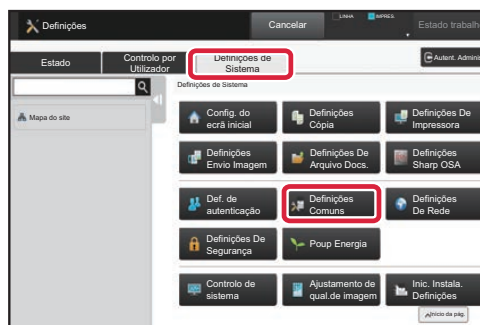 Definições
Cancelar
LINHA
IMPRES.
Estado trabalh
Estado
Controlo por
Utilizador
Definições de
Sistema
Autent. Adminis
Definições de Sistema
Mapa do site
Config. do
ecrã inicial
Definições
Cópia
Definições De
Impressora
Definições
Envio Imagem
Definições De
Arquivo Docs.
Definições
Sharp OSA
Def. de
autenticação
Definições
Comuns
Definições
De Rede
Definições De
Segurança
Poup Energia
Controlo de
sistema
Ajustamento de
qual.de imagem
Inic. Instala.
Definições
Início da pág.